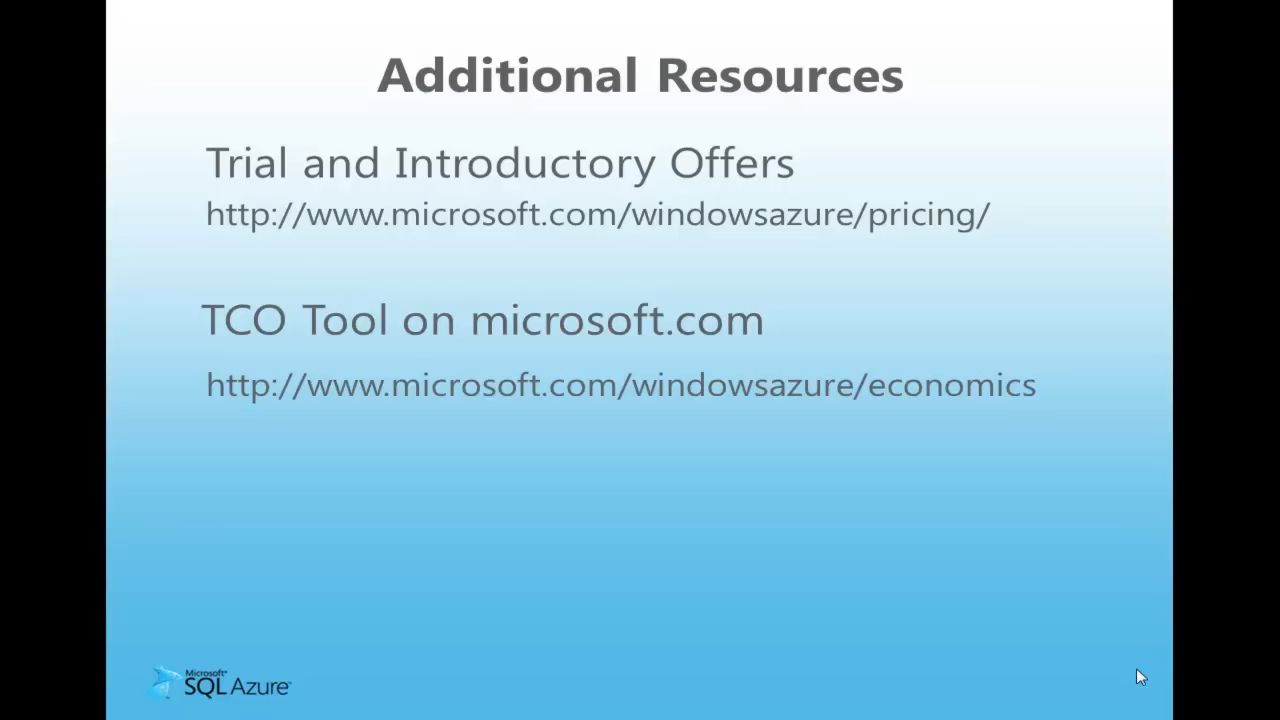 Additional Resources
Trial and Introductory Offers
http://www.microsoft.com/windowsazure/pricing/
TCO Tool on microsoft.com
http://www.microsoft.com/windowsazure/economics
Microsoft®
SQL Azure™